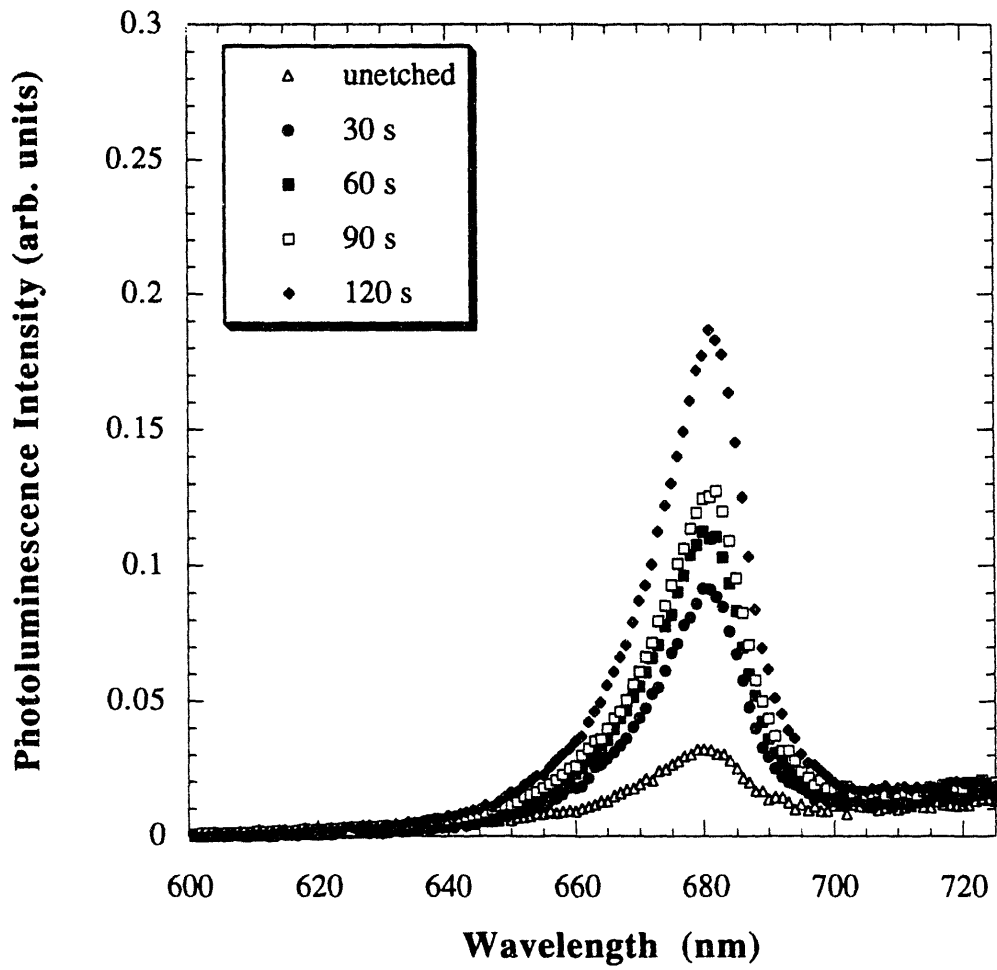 Photoluminescence Intensity (arb. units)
0.3
0.25
0.2
0.15
0.1
0.05
0
unetched
30 s
60 s
90 s
120 s
600 620 640 660 680 700 720
Wavelength (nm)